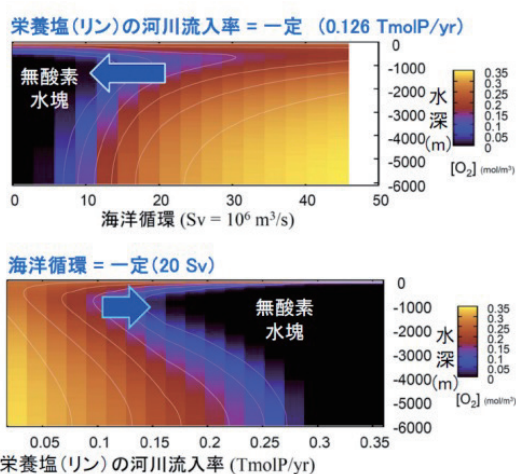 栄養塩(リン)の河川流入率 = 一定 (0.126 TmolP/yr)
無酸素
水塊
0
-1000
-2000
-3000
-4000
-5000
-6000
水
深
(m)
0.35
0.3
0.25
0.2
0.15
0.1
0.05
0
[O2] (mol/m3)
0 10 20 30 40 50
海洋循環 (Sv = 10⁶ m³/s)
海洋循環 = 一定(20 Sv)
無酸素
水塊
0
-1000
-2000
-3000
-4000
-5000
-6000
水
深
(m)
0.35
0.3
0.25
0.2
0.15
0.1
0.05
0
[O2] (mol/m3)
0.05 0.1 0.15 0.2 0.25 0.3 0.35
栄養塩(リン)の河川流入率 (TmolP/yr)